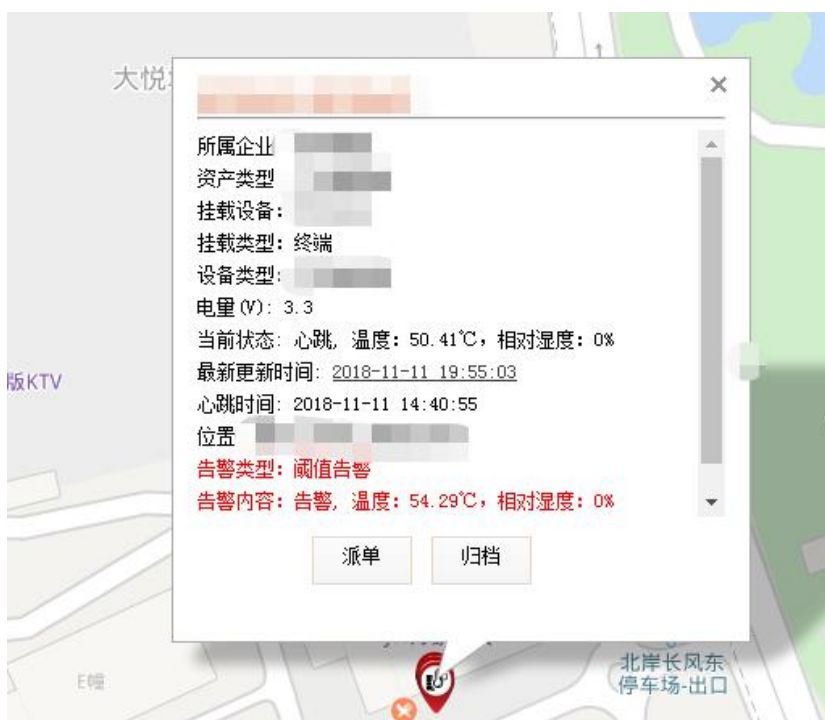 大悦
×
所属企业
资产类型
挂载设备:
挂载类型: 终端
设备类型:
电量(V): 3.3
当前状态: 心跳, 温度: 50.41℃, 相对湿度: 0%
最新更新时间: 2018-11-11 19:55:03
版KTV
心跳时间: 2018-11-11 14:40:55
位置
告警类型: 阈值告警
告警内容: 告警, 温度: 54.29℃, 相对湿度: 0%
派单 归档
北岸长风东
停车场-出口
E幢